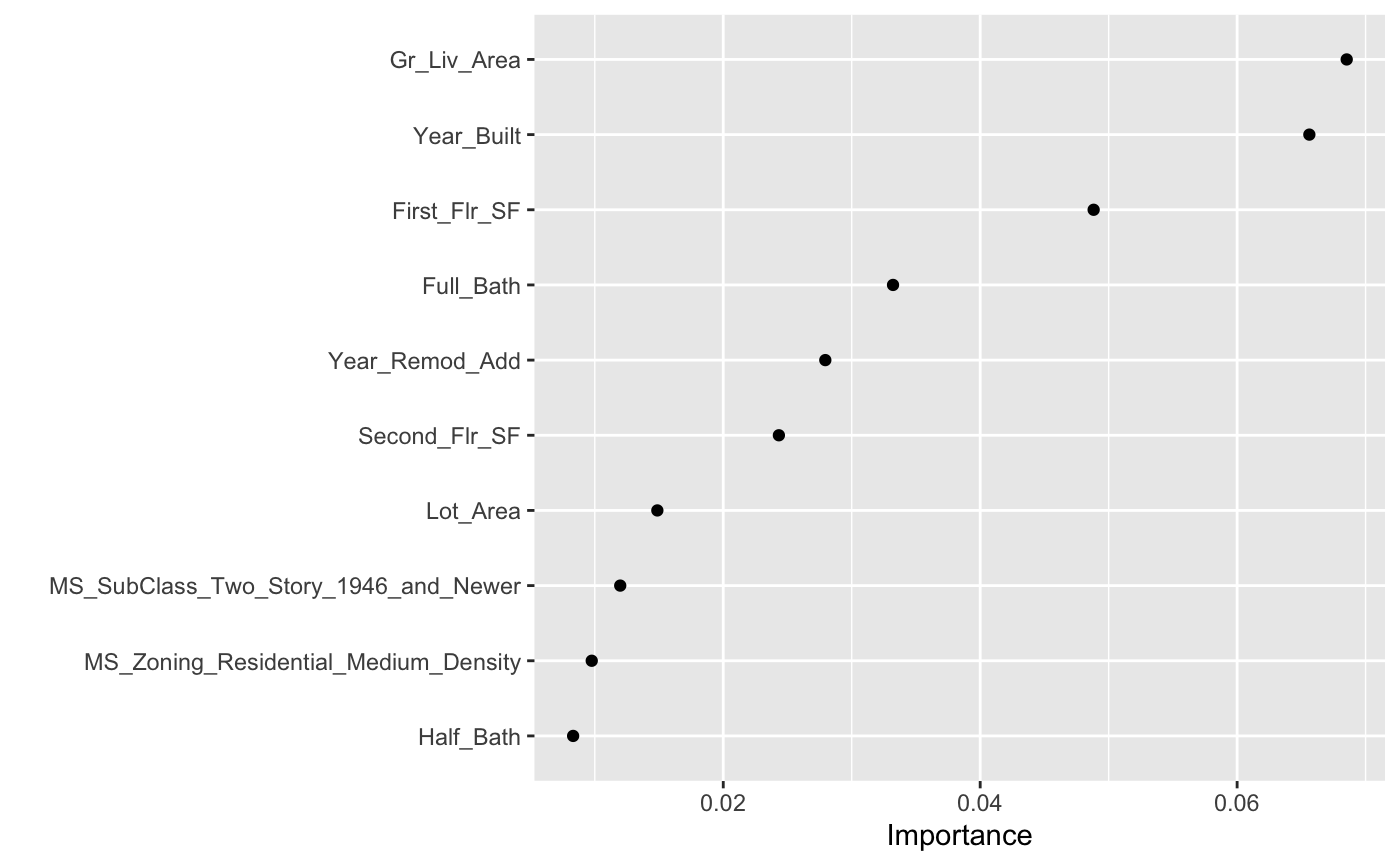 Gr_Liv_Area
Year_Built
First_Flr_SF
Full_Bath
Year_Remod_Add
Second_Flr_SF
Lot_Area
MS_SubClass_Two_Story_1946_and_Newer
MS_Zoning_Residential_Medium_Density
Half_Bath
0.02 0.04 0.06
Importance